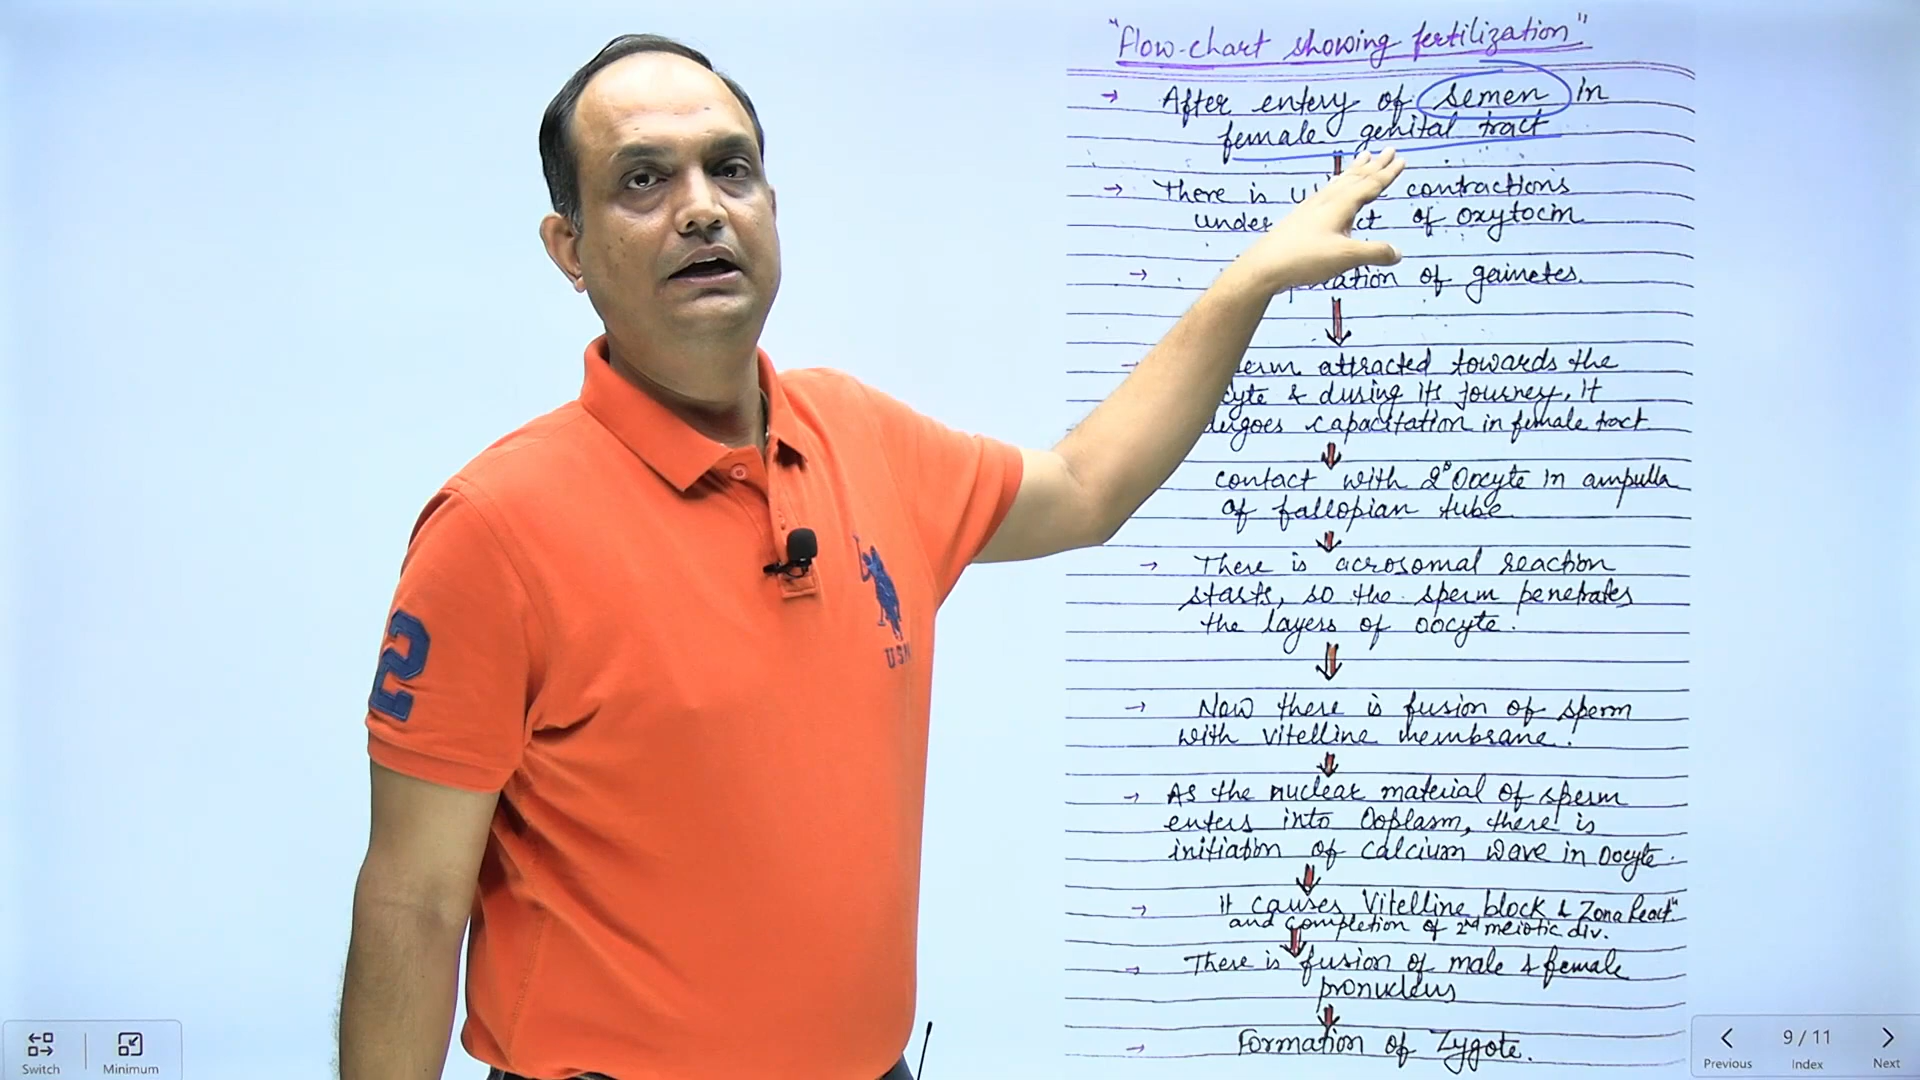 "Flow-chart showing fertilization"
→ After entery of semen in
female genital tract
→ There is contractions
under of oxytocin
→ of gametes.
attracted towards the
& during its journey, it
capacitation in female tract
contact with 2° Oocyte in ampulla
of fallopian tube
→ There is acrosomal reaction
starts, so the sperm penetrates
the layers of oocyte.
→ Now there is fusion of sperm
with vitelline membrane.
→ As the nuclear material of sperm
enters into Ooplasm, there is
initiation of calcium wave in oocyte.
→ It causes Vitelline block & Zona Reactn
and completion of 2nd meiotic div.
→ There is fusion of male & female
pronucleus
→ Formation of Zygote.
2
Switch
Minimum
Previous
9 / 11
Index
Next